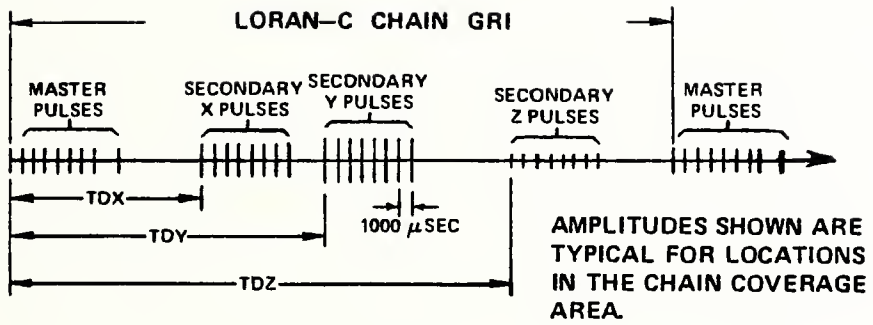 LORAN–C CHAIN GRI
MASTER
PULSES
SECONDARY
X PULSES
SECONDARY
Y PULSES
SECONDARY
Z PULSES
MASTER
PULSES
TDX
TDY
1000 μSEC
TDZ
AMPLITUDES SHOWN ARE
TYPICAL FOR LOCATIONS
IN THE CHAIN COVERAGE
AREA.